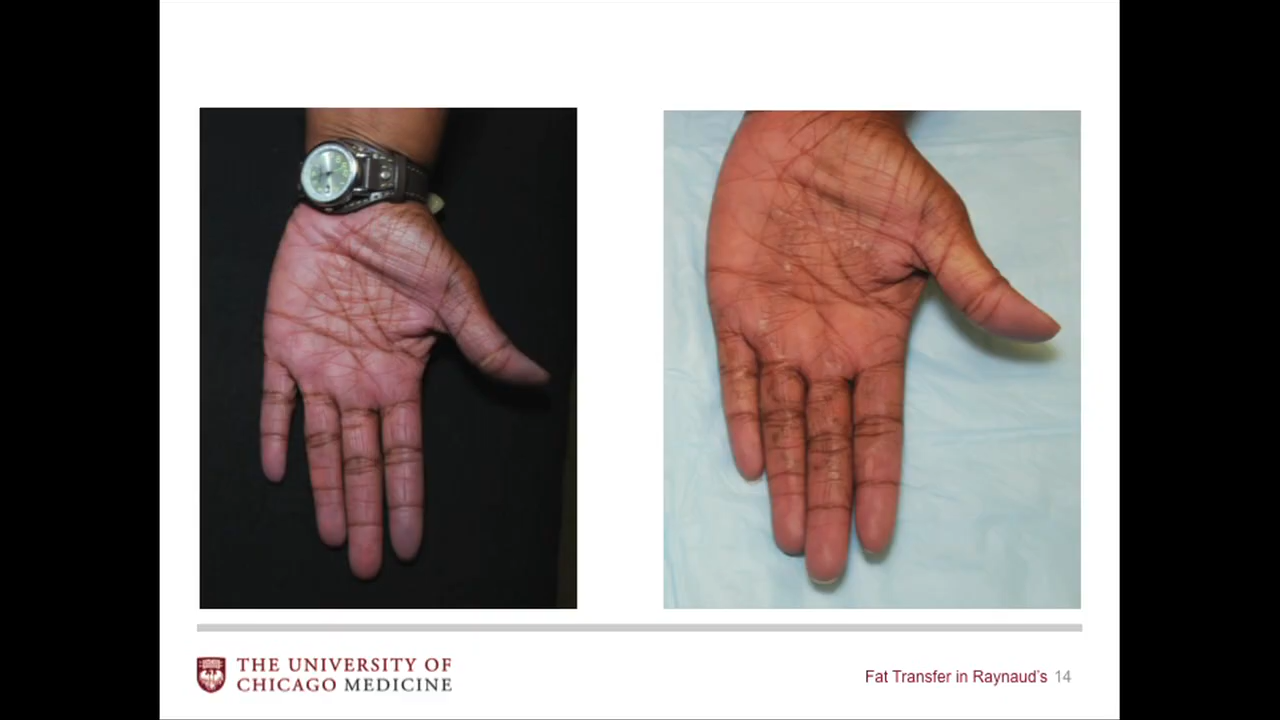 THE UNIVERSITY OF
CHICAGO MEDICINE
Fat Transfer in Raynaud's 14